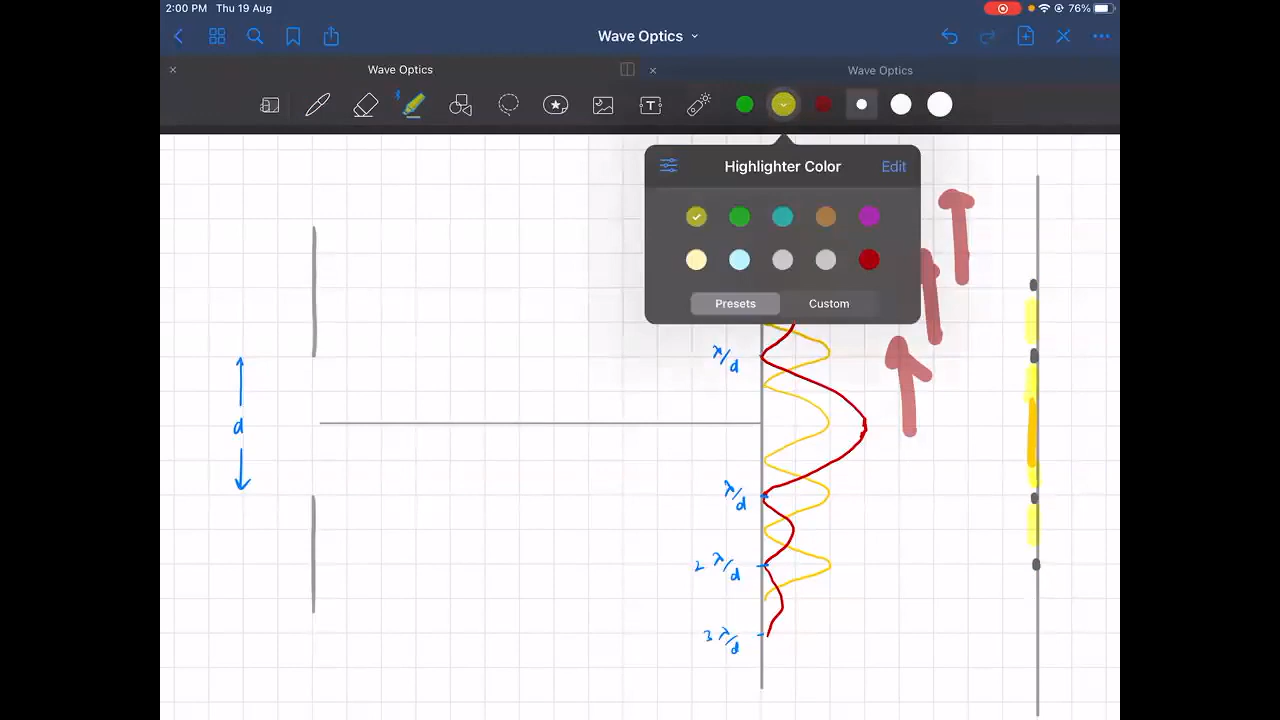 2:00 PM Thu 19 Aug
76%
Wave Optics
Wave Optics
Wave Optics
T
Highlighter Color
Edit
Presets
Custom
λ/d
d
λ/d
2 λ/d
3 λ/d